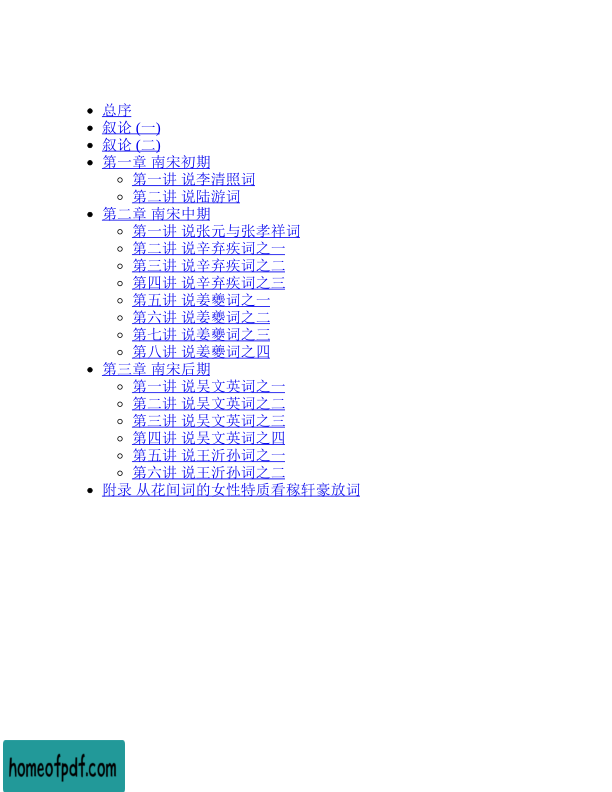 总序
叙论 (一)
叙论 (二)
第一章 南宋初期
第一讲 说李清照词
第二讲 说陆游词
第二章 南宋中期
第一讲 说张元与张孝祥词
第二讲 说辛弃疾词之一
第三讲 说辛弃疾词之二
第四讲 说辛弃疾词之三
第五讲 说姜夔词之一
第六讲 说姜夔词之二
第七讲 说姜夔词之三
第八讲 说姜夔词之四
第三章 南宋后期
第一讲 说吴文英词之一
第二讲 说吴文英词之二
第三讲 说吴文英词之三
第四讲 说吴文英词之四
第五讲 说王沂孙词之一
第六讲 说王沂孙词之二
附录 从花间词的女性特质看稼轩豪放词
homeofpdf.com